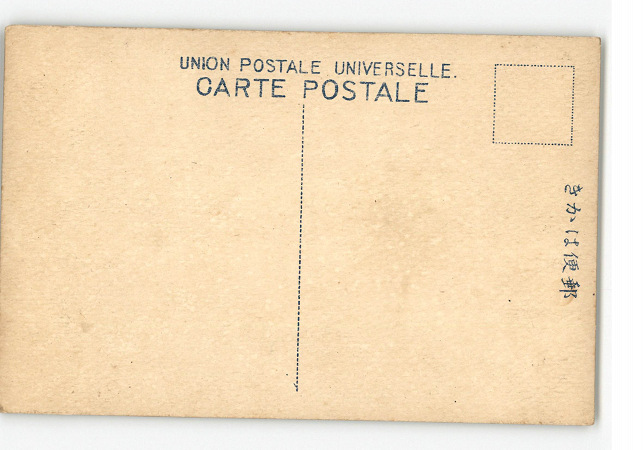 UNION POSTALE UNIVERSELLE.
CARTE POSTALE
郵便はかき